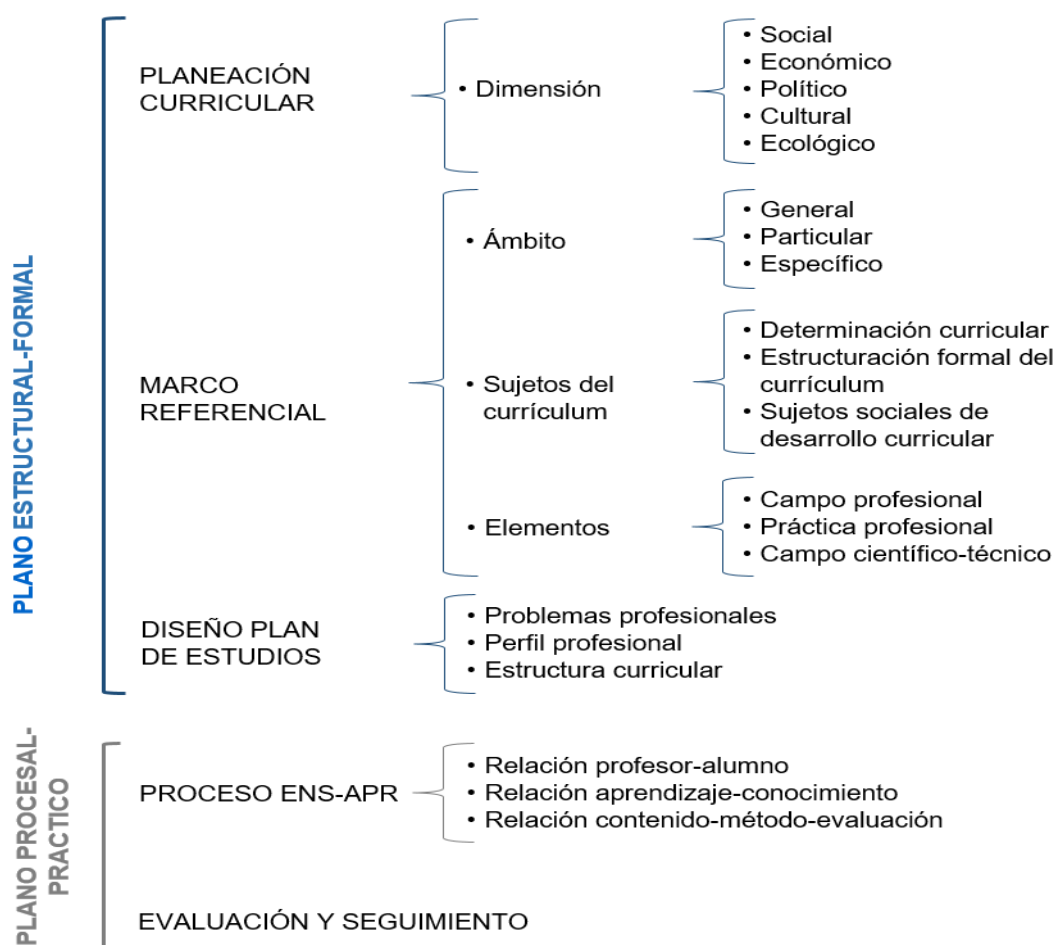 PLANO ESTRUCTURAL-FORMAL
PLANEACIÓN
CURRICULAR
• Dimensión
• Social
• Económico
• Político
• Cultural
• Ecológico
MARCO
REFERENCIAL
• Ámbito
• General
• Particular
• Específico
• Sujetos del
currículum
• Determinación curricular
• Estructuración formal del
currículum
• Sujetos sociales de
desarrollo curricular
• Elementos
• Campo profesional
• Práctica profesional
• Campo científico-técnico
DISEÑO PLAN
DE ESTUDIOS
• Problemas profesionales
• Perfil profesional
• Estructura curricular
PLANO PROCESAL-
PRACTICO
PROCESO ENS-APR
• Relación profesor-alumno
• Relación aprendizaje-conocimiento
• Relación contenido-método-evaluación
EVALUACIÓN Y SEGUIMIENTO